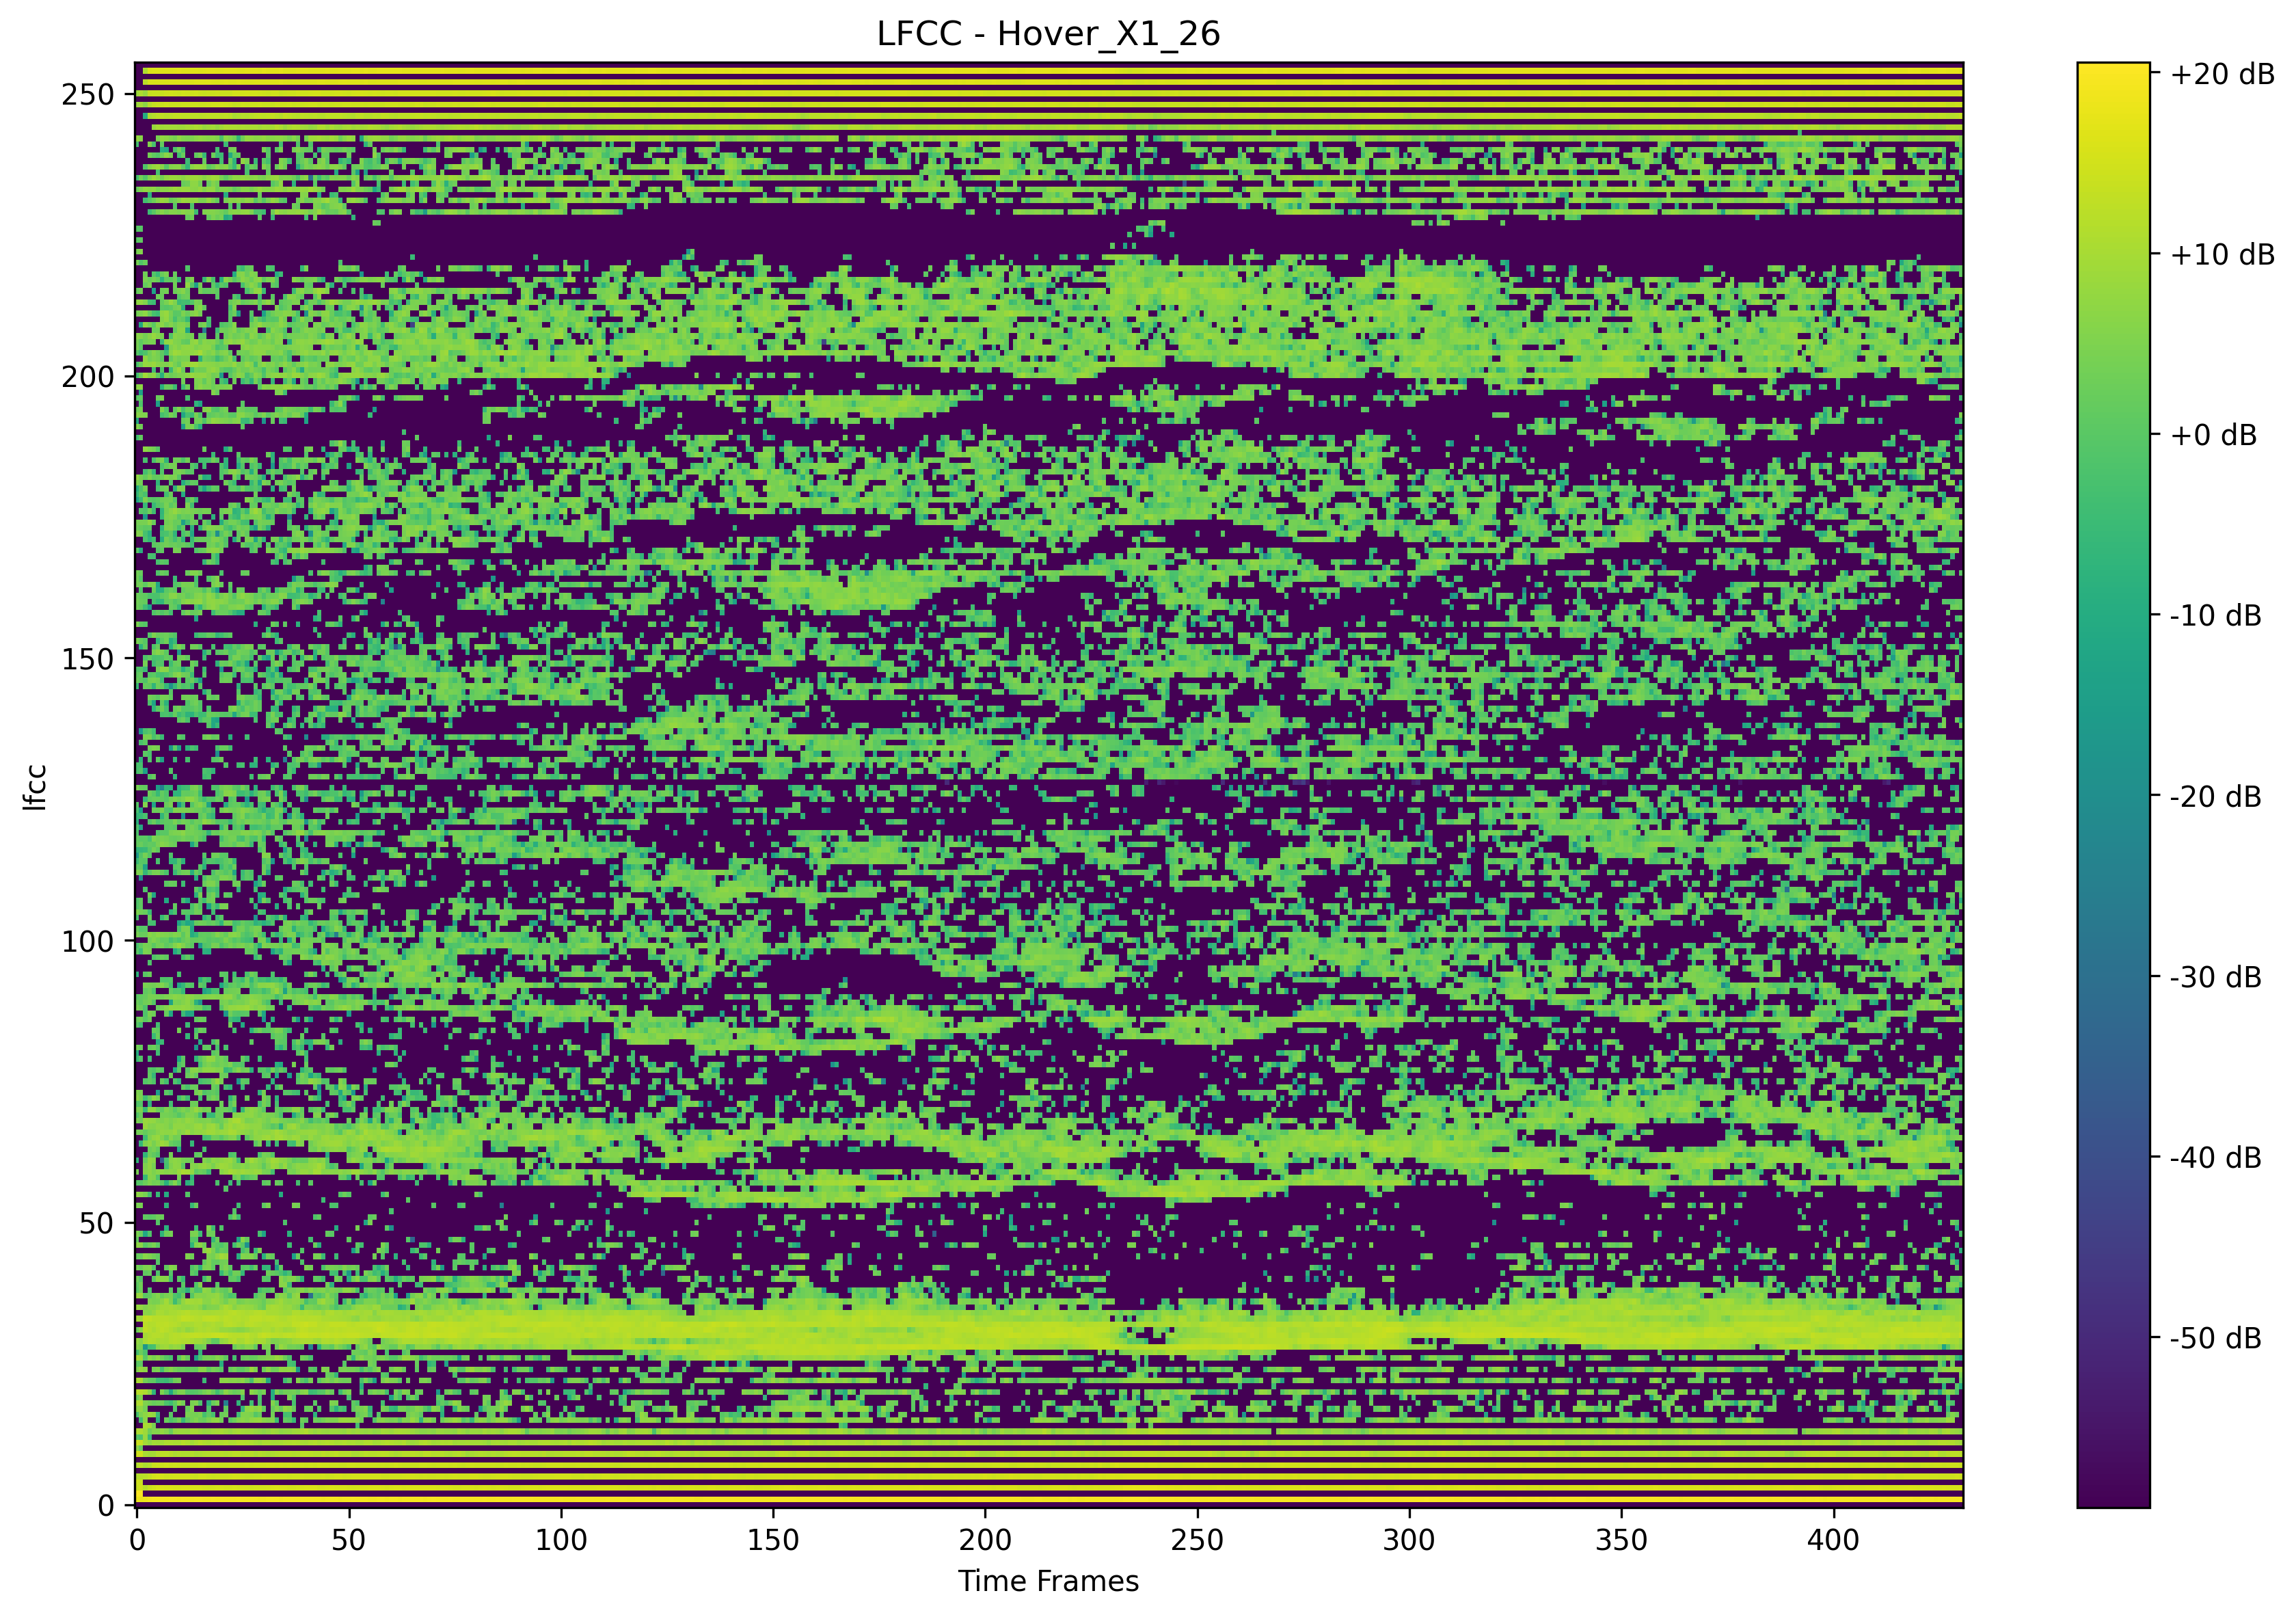 LFCC - Hover_X1_26
lfcc
250
200
150
100
50
0
0 50 100 150 200 250 300 350 400
Time Frames
+20 dB
+10 dB
+0 dB
-10 dB
-20 dB
-30 dB
-40 dB
-50 dB